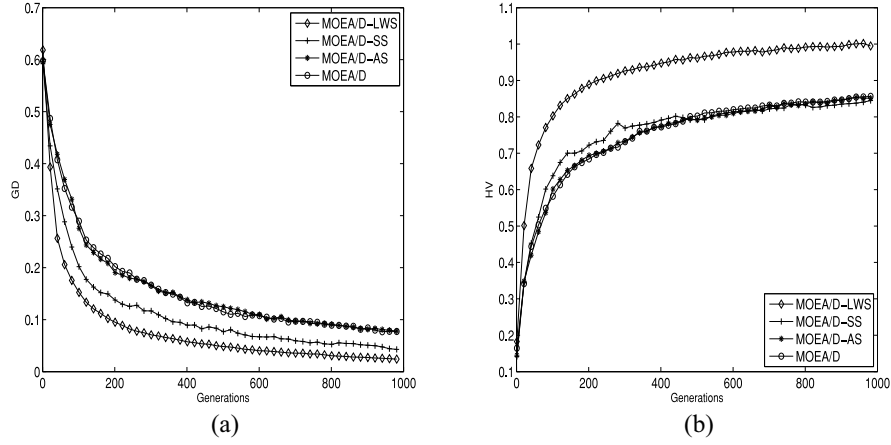 0.7
0.6
0.5
0.4
0.3
0.2
0.1
0
GD
0
200
400
600
800
1000
Generations
MOEA/D-LWS
MOEA/D-SS
MOEA/D-AS
MOEA/D
(a)
1.1
1
0.9
0.8
0.7
0.6
0.5
0.4
0.3
0.2
0.1
HV
0
200
400
600
800
1000
Generations
MOEA/D-LWS
MOEA/D-SS
MOEA/D-AS
MOEA/D
(b)